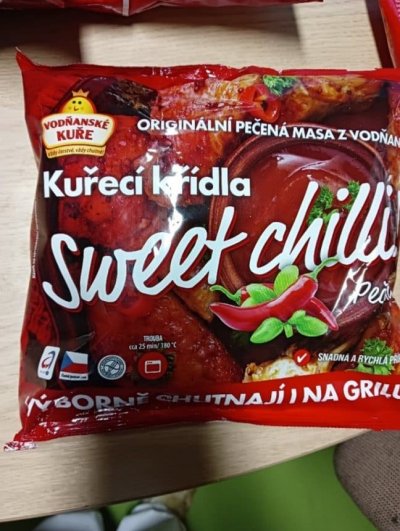 VODŇANSKÉ
KUŘE
ORIGINÁLNÍ PEČENÁ MASA Z VODŇAN
Kuřecí křídla
Sweet chilli
Peč
TROUBA
cca 25 min/ 180 °C
SNADNÁ A RYCHLÁ PŘ
VÝBORNĚ CHUTNAJÍ I NA GRILU